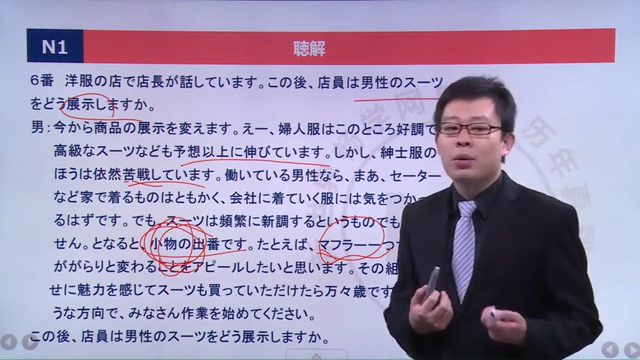 N1
聴解
6番　洋服の店で店長が話しています。この後、店員は男性のスーツ
をどう展示しますか。
男：今から商品の展示を変えます。えー、婦人服はこのところ好調で
高級なスーツなども予想以上に伸びています。しかし、紳士服の
ほうは依然苦戦しています。働いている男性なら、まあ、セーター
など家で着るものはともかく、会社に着ていく服には気をつか
るはずです。でも、スーツは頻繁に新調するというものでも
せん。となると、小物の出番です。たとえば、マフラー一つ
ががらりと変わることをアピールしたいと思います。その組
せに魅力を感じてスーツも買っていただけたら万々歳です
うな方向で、みなさん作業を始めてください。
この後、店員は男性のスーツをどう展示しますか。